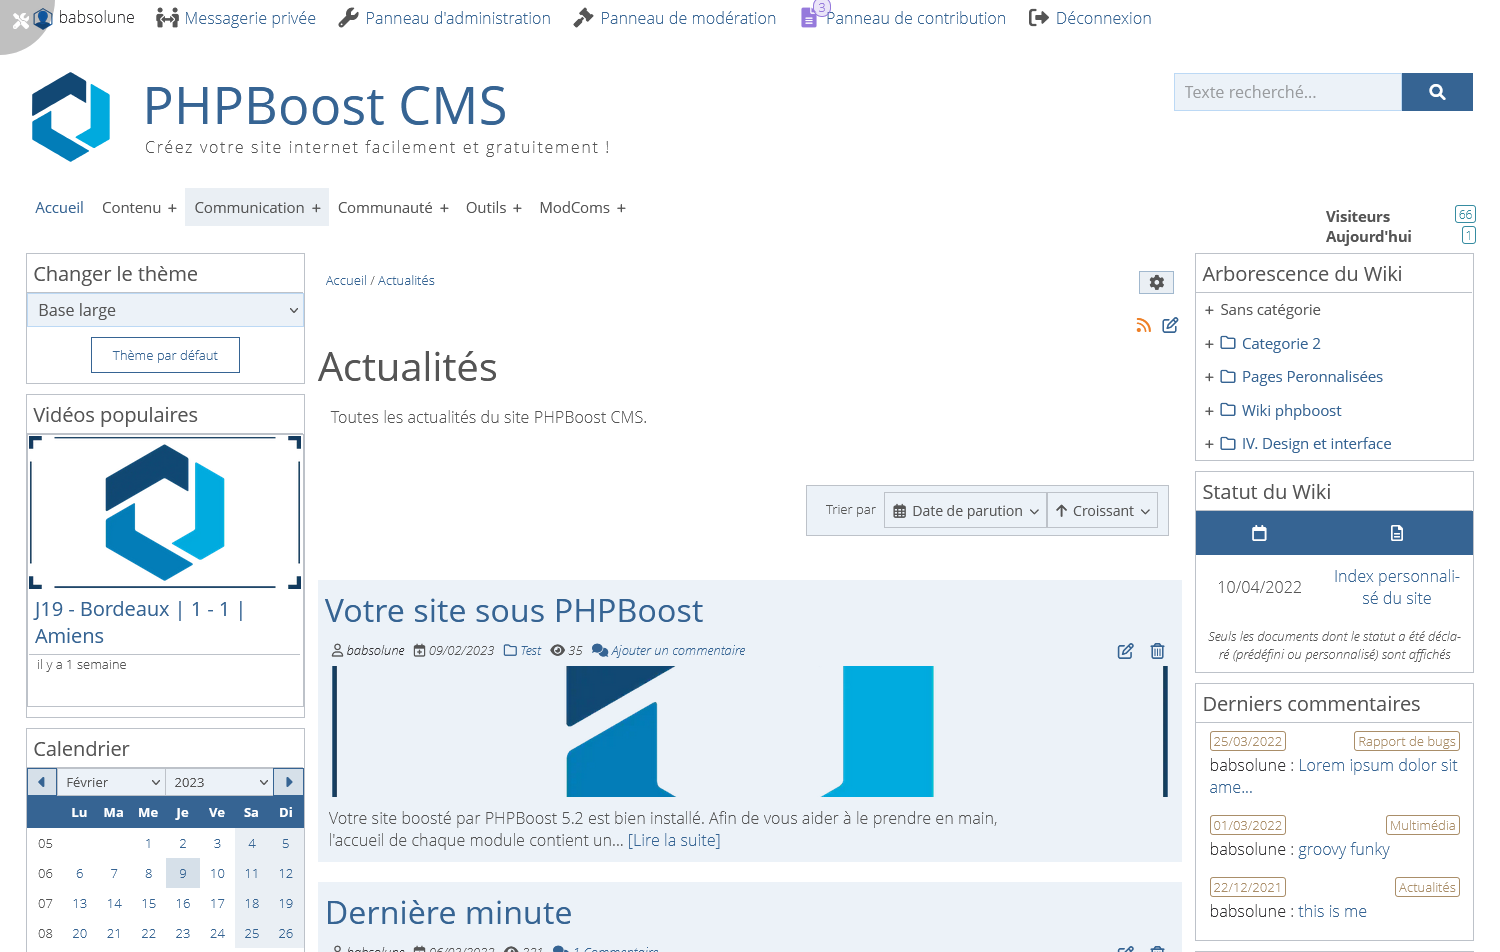 babsolune Messagerie privée Panneau d'administration Panneau de modération 3 Panneau de contribution Déconnexion
PHPBoost CMS
Créez votre site internet facilement et gratuitement !
Texte recherché...
Accueil Contenu + Communication + Communauté + Outils + ModComs +
Visiteurs 66
Aujourd'hui 1
Changer le thème
Base large
Thème par défaut
Vidéos populaires
J19 - Bordeaux | 1 - 1 |
Amiens
il y a 1 semaine
Calendrier
Février 2023
Lu Ma Me Je Ve Sa Di
05 1 2 3 4 5
06 6 7 8 9 10 11 12
07 13 14 15 16 17 18 19
08 20 21 22 23 24 25 26
Accueil / Actualités
Actualités
Toutes les actualités du site PHPBoost CMS.
Trier par Date de parution Croissant
Votre site sous PHPBoost
babsolune 09/02/2023 Test 35 Ajouter un commentaire
Votre site boosté par PHPBoost 5.2 est bien installé. Afin de vous aider à le prendre en main,
l'accueil de chaque module contient un... [Lire la suite]
Dernière minute
babsolune 06/03/2022 221 1 Commentaire
Arborescence du Wiki
+ Sans catégorie
+ Categorie 2
+ Pages Peronnalisées
+ Wiki phpboost
+ IV. Design et interface
Statut du Wiki
10/04/2022 Index personnali-
sé du site
Seuls les documents dont le statut a été décla-
ré (prédéfini ou personnalisé) sont affichés
Derniers commentaires
25/03/2022 Rapport de bugs
babsolune : Lorem ipsum dolor sit
ame...
01/03/2022 Multimédia
babsolune : groovy funky
22/12/2021 Actualités
babsolune : this is me